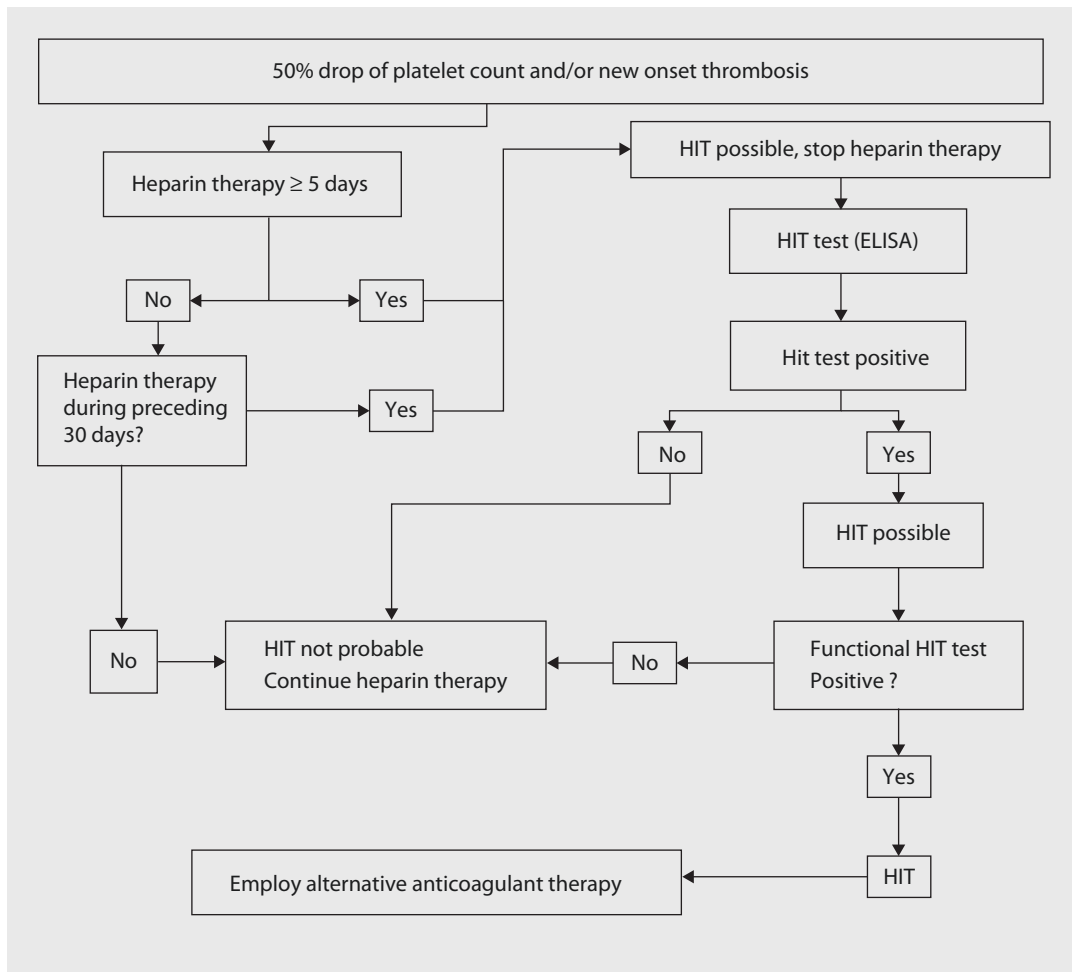 50% drop of platelet count and/or new onset thrombosis
Heparin therapy ≥ 5 days
HIT possible, stop heparin therapy
HIT test (ELISA)
No
Yes
Hit test positive
Heparin therapy
during preceding
30 days?
Yes
No
Yes
HIT possible
No
HIT not probable
Continue heparin therapy
No
Functional HIT test
Positive ?
Yes
HIT
Employ alternative anticoagulant therapy